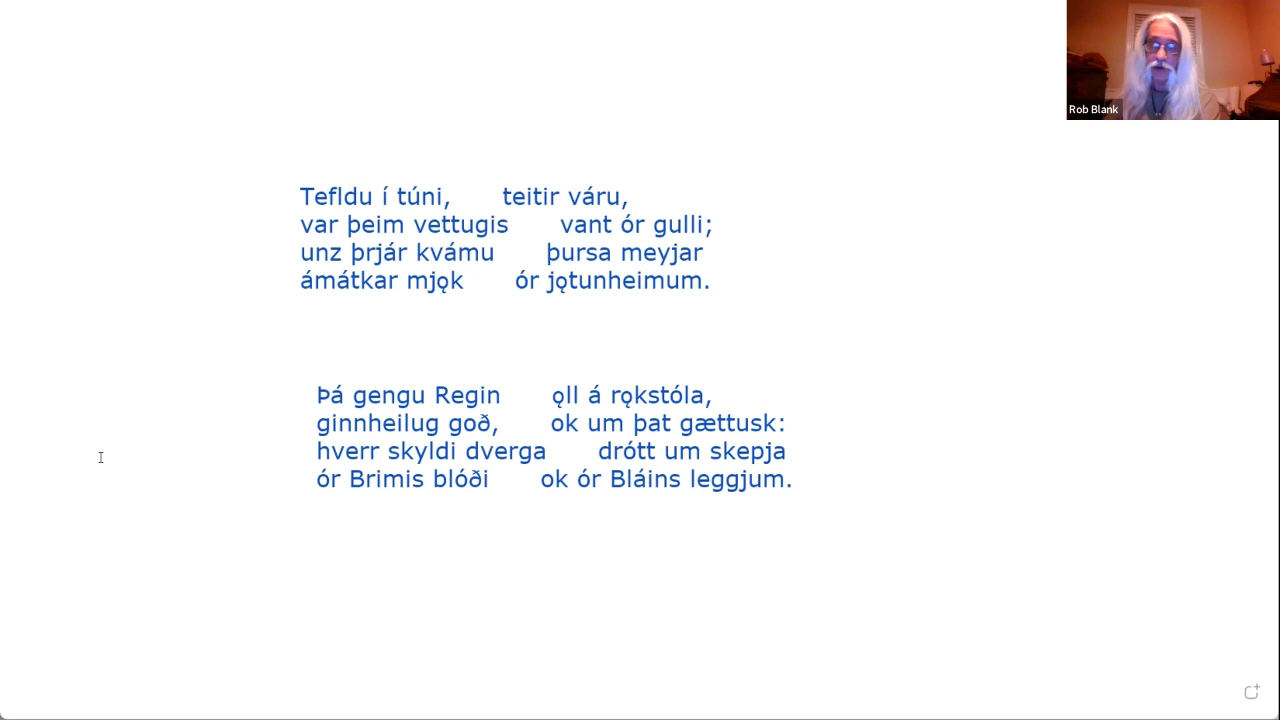 Rob Blank
Tefldu í túni, teitir váru,
var þeim vettugis vant ór gulli;
unz þrjár kvámu þursa meyjar
ámátkar mjǫk ór jǫtunheimum.
Þá gengu Regin ǫll á rǫkstóla,
ginnheilug goð, ok um þat gættusk:
hverr skyldi dverga drótt um skepja
ór Brimis blóði ok ór Bláins leggjum.